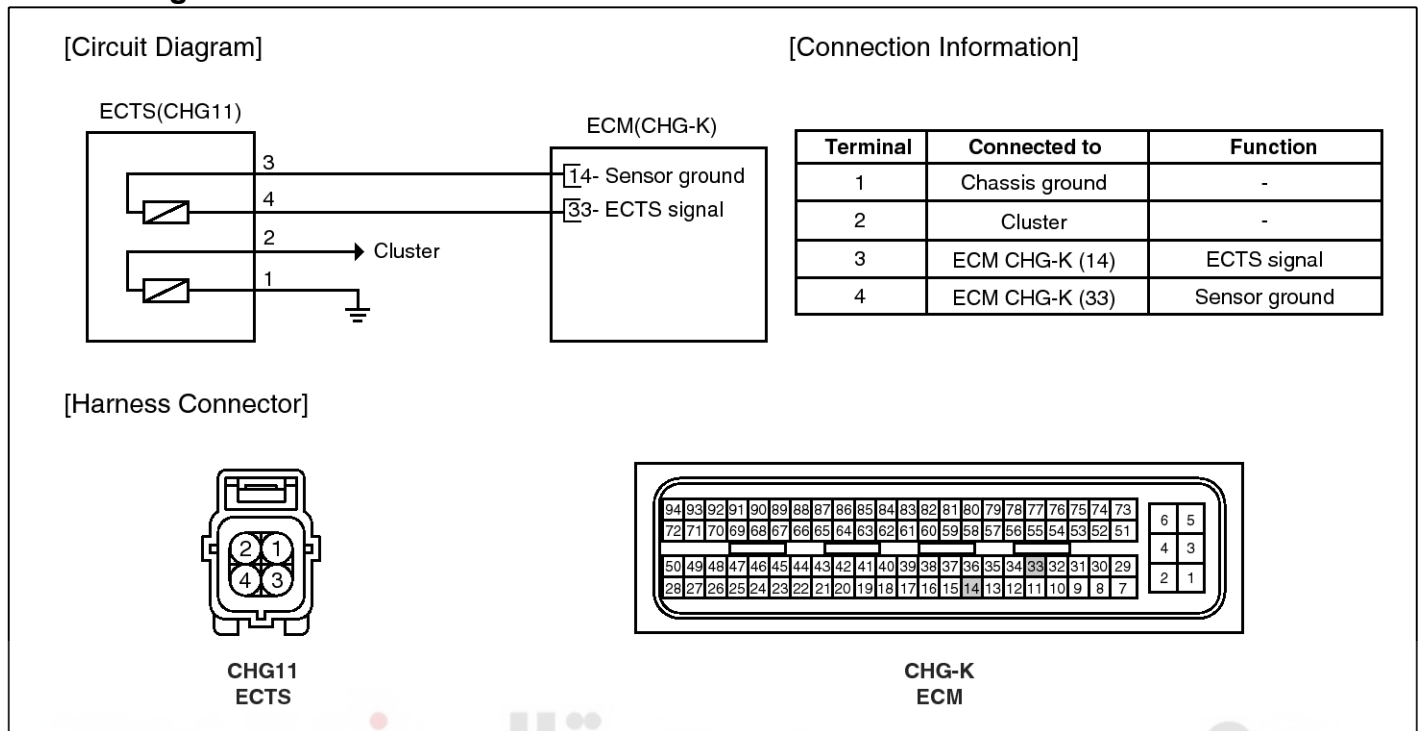 [Circuit Diagram]
[Connection Information]
ECTS(CHG11)
ECM(CHG-K)
3
14- Sensor ground
4
33- ECTS signal
2
Cluster
1
Terminal Connected to Function
1 Chassis ground -
2 Cluster -
3 ECM CHG-K (14) ECTS signal
4 ECM CHG-K (33) Sensor ground
[Harness Connector]
2 1
4 3
CHG11
ECTS
94 93 92 91 90 89 88 87 86 85 84 83 82 81 80 79 78 77 76 75 74 73
72 71 70 69 68 67 66 65 64 63 62 61 60 59 58 57 56 55 54 53 52 51
50 49 48 47 46 45 44 43 42 41 40 39 38 37 36 35 34 33 32 31 30 29
28 27 26 25 24 23 22 21 20 19 18 17 16 15 14 13 12 11 10 9 8 7
6 5
4 3
2 1
CHG-K
ECM